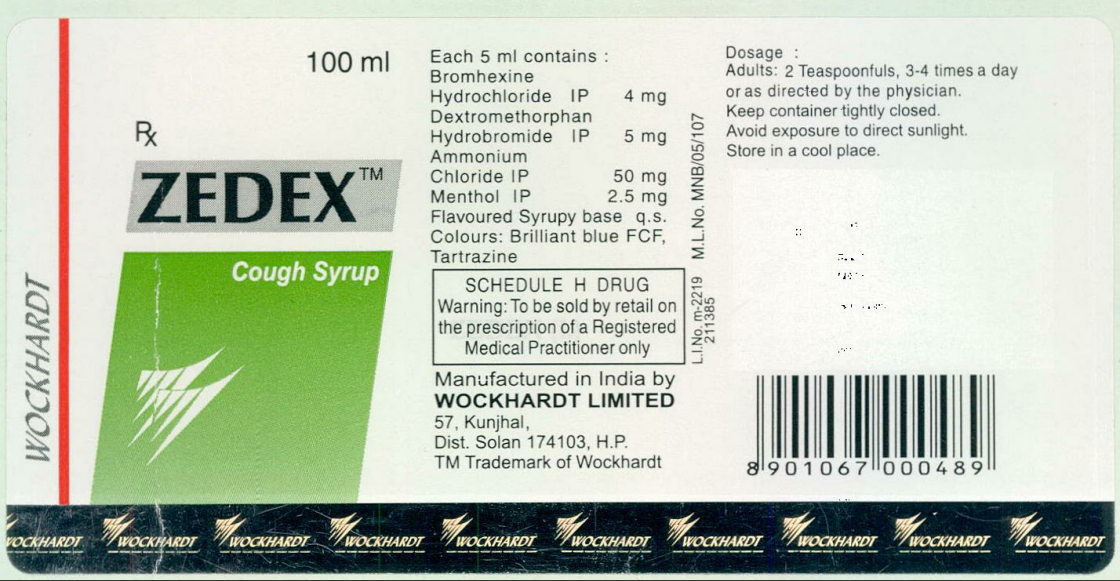 WOCKHARDT
100 ml
Rx
ZEDEX™
Cough Syrup
Each 5 ml contains :
Bromhexine
Hydrochloride IP 4 mg
Dextromethorphan
Hydrobromide IP 5 mg
Ammonium
Chloride IP 50 mg
Menthol IP 2.5 mg
Flavoured Syrupy base q.s.
Colours: Brilliant blue FCF,
Tartrazine
SCHEDULE H DRUG
Warning: To be sold by retail on
the prescription of a Registered
Medical Practitioner only
Manufactured in India by
WOCKHARDT LIMITED
57, Kunjhal,
Dist. Solan 174103, H.P.
TM Trademark of Wockhardt
L.I.No. m-2219 M.L.No. MNB/05/107
211385
Dosage :
Adults: 2 Teaspoonfuls, 3-4 times a day
or as directed by the physician.
Keep container tightly closed.
Avoid exposure to direct sunlight.
Store in a cool place.
8 901067 000489
WOCKHARDT WOCKHARDT WOCKHARDT WOCKHARDT WOCKHARDT WOCKHARDT WOCKHARDT WOCKHARDT WOCKHARDT WOCKHARDT